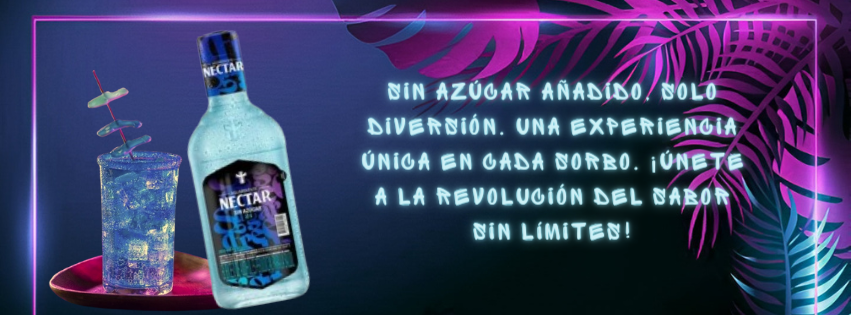 NECTAR
NECTAR
SIN AZÚCAR
SIN AZÚCAR AÑADIDO. SOLO
DIVERSIÓN. UNA EXPERIENCIA
ÚNICA EN CADA SORBO. ¡ÚNETE
A LA REVOLUCIÓN DEL SABOR
SIN LÍMITES!